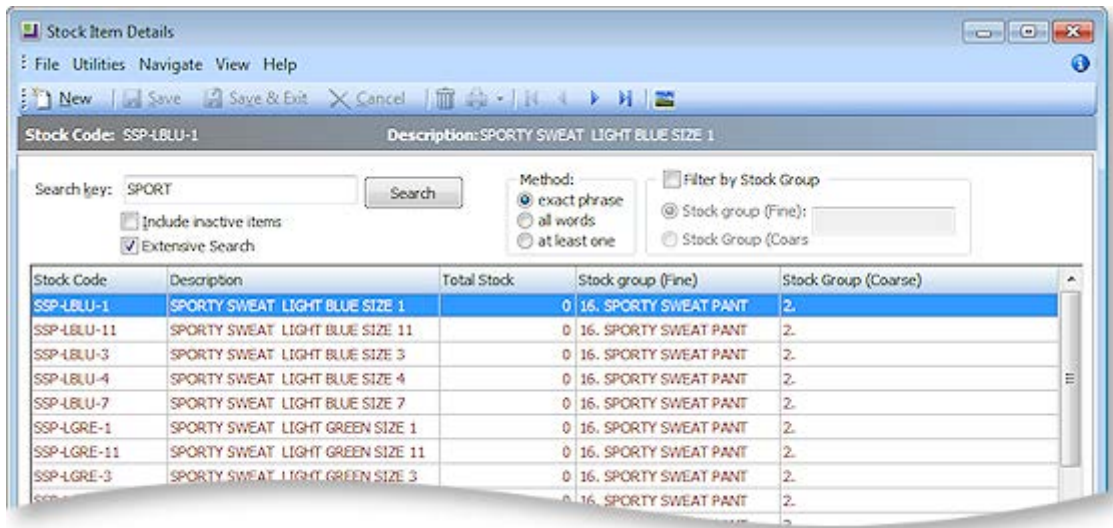 Stock Item Details
File Utilities Navigate View Help
New Save Save & Exit Cancel
Stock Code: SSP-LBLU-1 Description: SPORTY SWEAT LIGHT BLUE SIZE 1
Search key: SPORT Search
Include inactive items
Extensive Search
Method:
exact phrase
all words
at least one
Filter by Stock Group
Stock group (Fine):
Stock Group (Coars
Stock Code Description Total Stock Stock group (Fine) Stock Group (Coarse)
SSP-LBLU-1 SPORTY SWEAT LIGHT BLUE SIZE 1 0 16. SPORTY SWEAT PANT 2.
SSP-LBLU-11 SPORTY SWEAT LIGHT BLUE SIZE 11 0 16. SPORTY SWEAT PANT 2.
SSP-LBLU-3 SPORTY SWEAT LIGHT BLUE SIZE 3 0 16. SPORTY SWEAT PANT 2.
SSP-LBLU-4 SPORTY SWEAT LIGHT BLUE SIZE 4 0 16. SPORTY SWEAT PANT 2.
SSP-LBLU-7 SPORTY SWEAT LIGHT BLUE SIZE 7 0 16. SPORTY SWEAT PANT 2.
SSP-LGRE-1 SPORTY SWEAT LIGHT GREEN SIZE 1 0 16. SPORTY SWEAT PANT 2.
SSP-LGRE-11 SPORTY SWEAT LIGHT GREEN SIZE 11 0 16. SPORTY SWEAT PANT 2.
SSP-LGRE-3 SPORTY SWEAT LIGHT GREEN SIZE 3 0 16. SPORTY SWEAT PANT 2.
0 16. SPORTY SWEAT PANT 2.